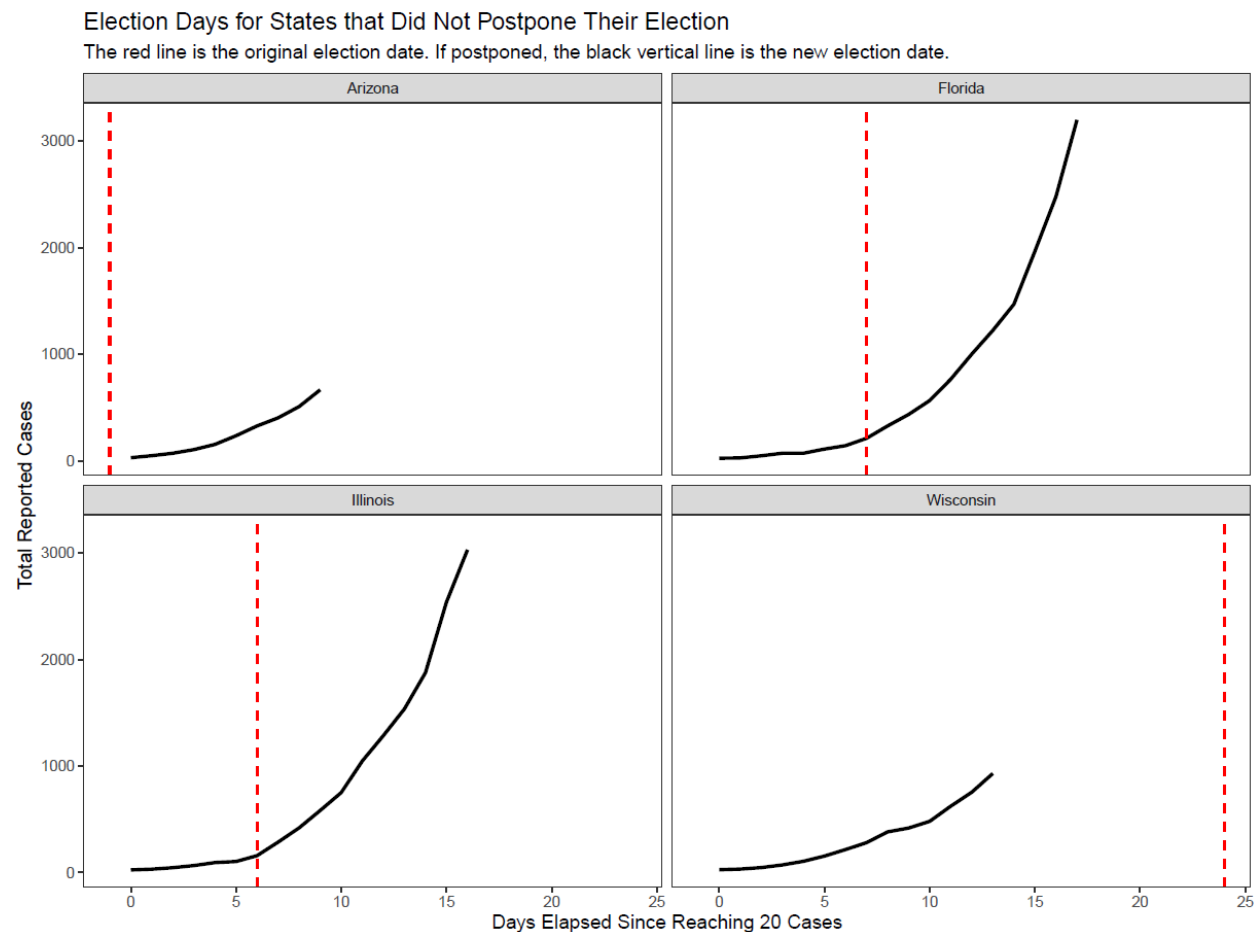 Election Days for States that Did Not Postpone Their Election
The red line is the original election date. If postponed, the black vertical line is the new election date.
Arizona
Florida
3000
2000
1000
0
Illinois
Wisconsin
3000
2000
1000
0
0 5 10 15 20 25
0 5 10 15 20 25
Total Reported Cases
Days Elapsed Since Reaching 20 Cases